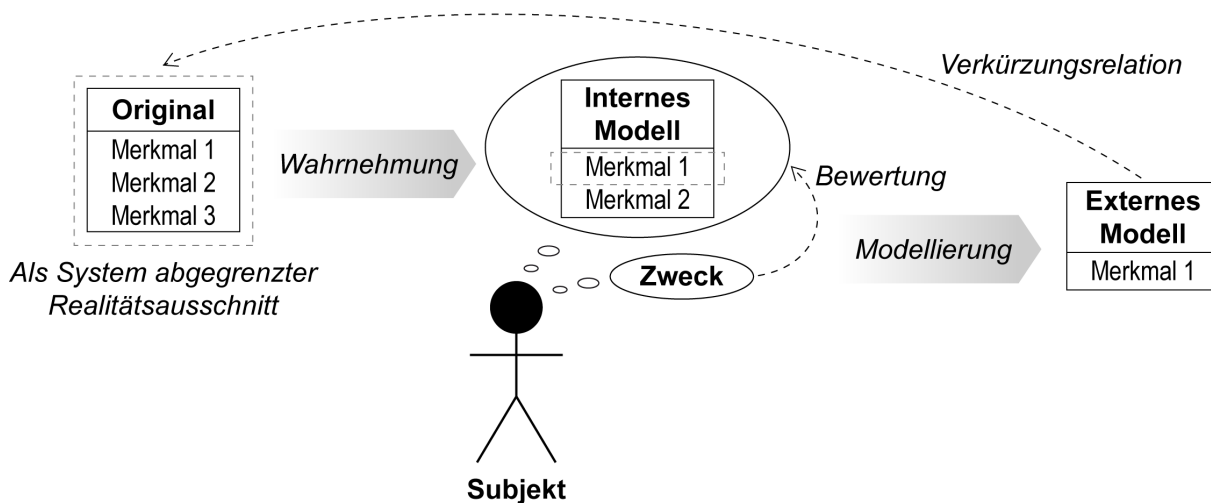 Verkürzungsrelation
Original
Merkmal 1
Merkmal 2
Merkmal 3
Als System abgegrenzter
Realitätsausschnitt
Wahrnehmung
Internes
Modell
Merkmal 1
Merkmal 2
Bewertung
Zweck
Modellierung
Externes
Modell
Merkmal 1
Subjekt